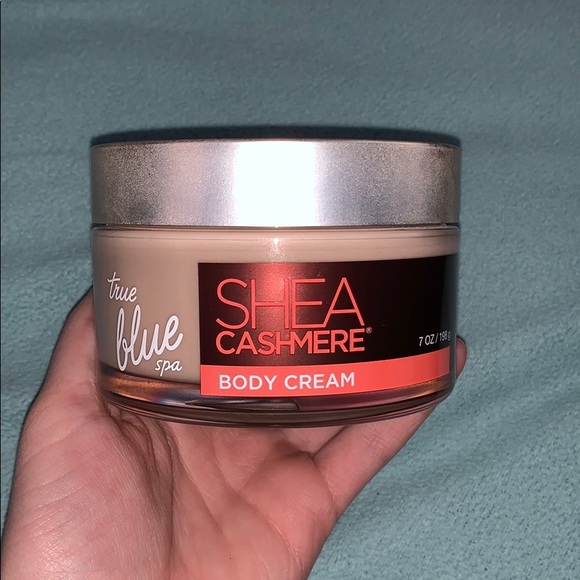 true
blue
spa
SHEA
CASHMERE®
7 OZ / 198 g
BODY CREAM